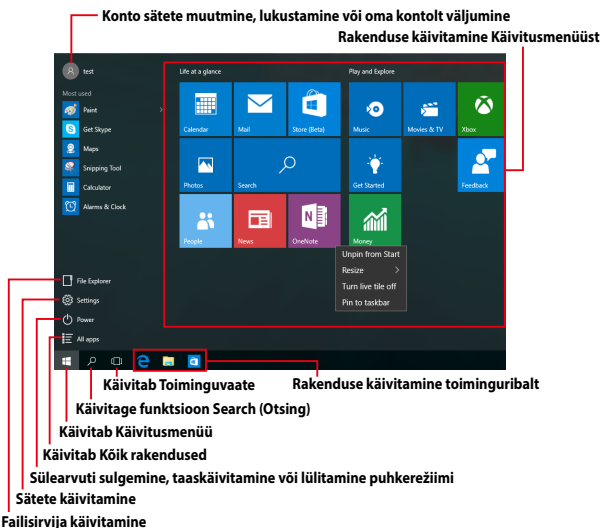 Konto sätete muutmine, lukustamine või oma kontolt väljumine
Rakenduse käivitamine Käivitusmenüüst
test
Life at a glance
Play and Explore
Most used
Paint
Get Skype
Maps
Snipping Tool
Calculator
Alarms & Clock
Calendar
Mail
Store (Beta)
Music
Movies & TV
Xbox
Photos
Search
Get Started
Feedback
People
News
OneNote
Money
Unpin from Start
Resize
Turn live tile off
Pin to taskbar
File Explorer
Settings
Power
All apps
Käivitab Toiminguvaate
Rakenduse käivitamine toiminguribalt
Käivitage funktsioon Search (Otsing)
Käivitab Käivitusmenüü
Käivitab Kõik rakendused
Sülearvuti sulgemine, taaskäivitamine või lülitamine puhkerežiimi
Sätete käivitamine
Failisirvija käivitamine